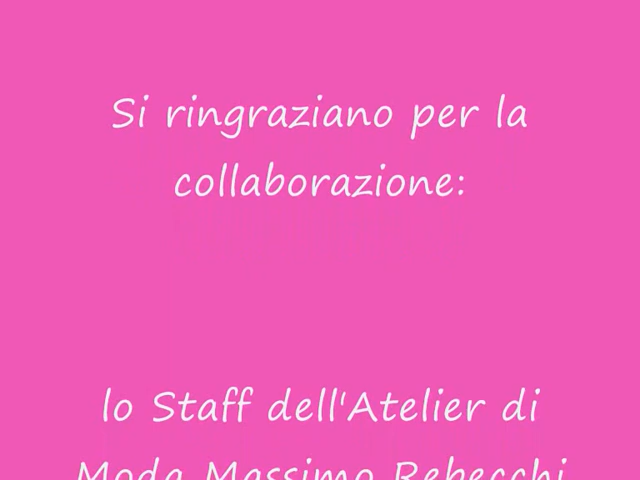 Si ringraziano per la
collaborazione:
lo Staff dell'Atelier di
Moda Massimo Rebecchi